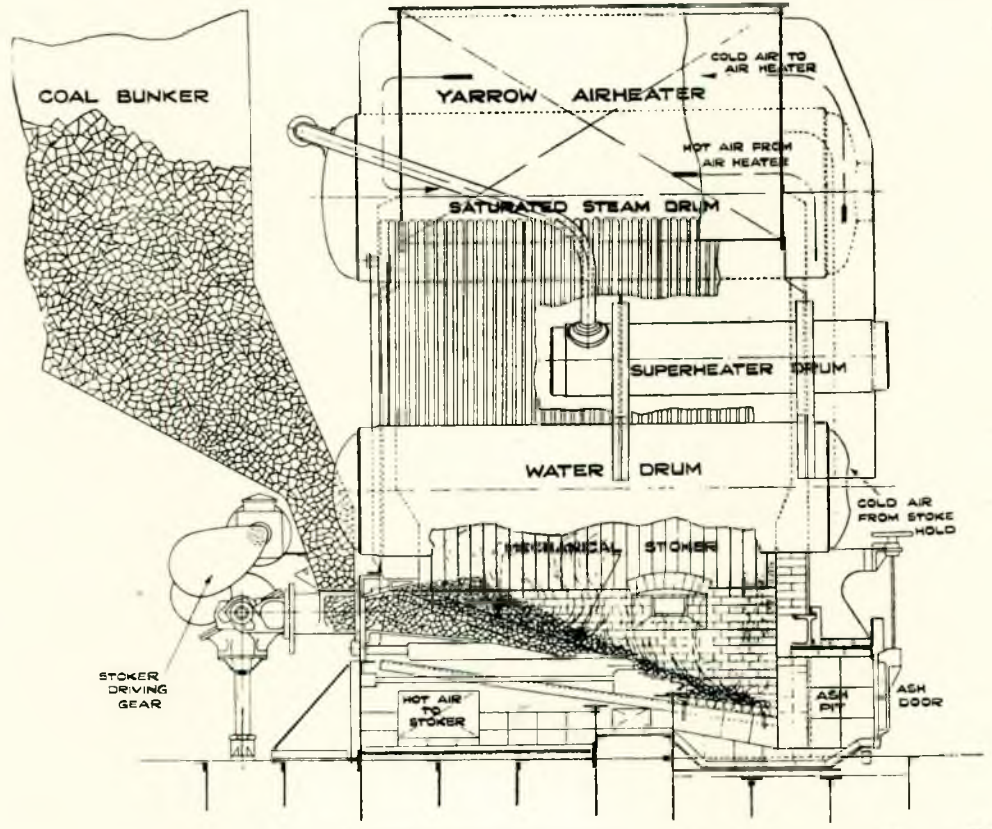 COAL BUNKER
YARROW AIRHEATER
COLD AIR TO
AIR HEATER
HOT AIR FROM
AIR HEATER
SATURATED STEAM DRUM
SUPERHEATER DRUM
WATER DRUM
COLD AIR
FROM STOKE
HOLD
MECHANICAL STOKER
STOKER
DRIVING
GEAR
HOT AIR
TO
STOKER
ASH
PIT
ASH
DOOR